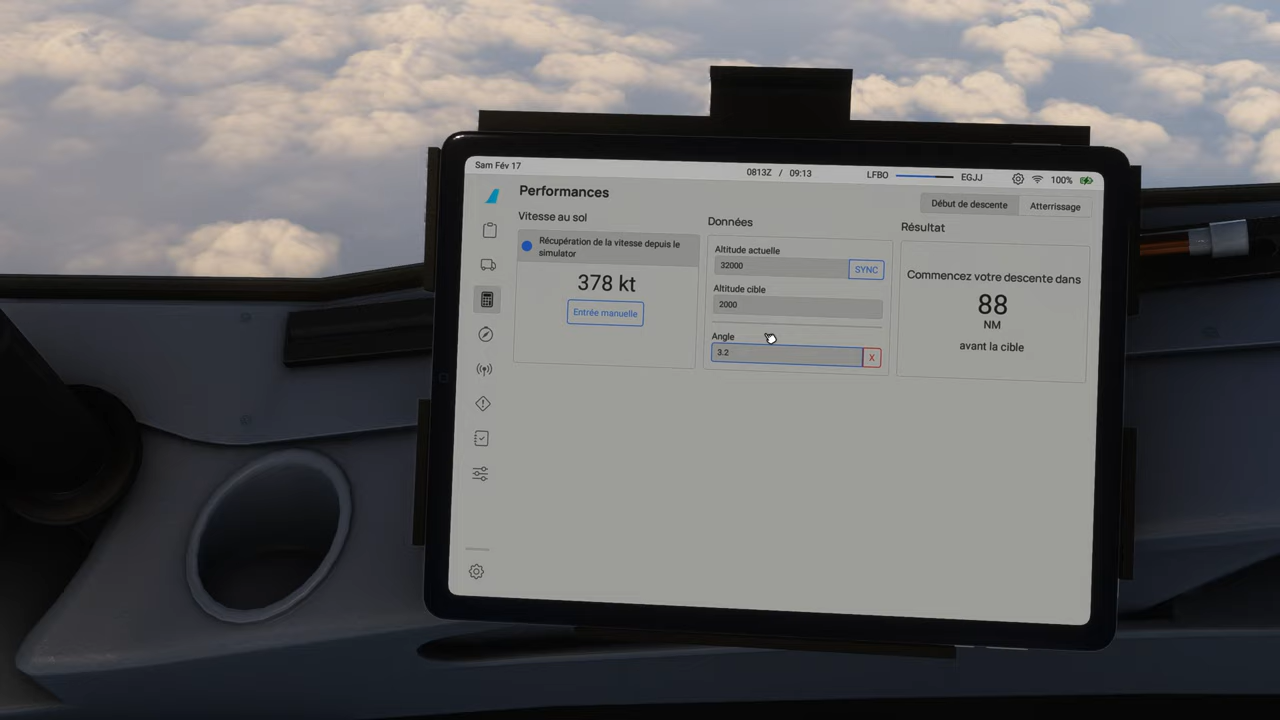 Sam Fév 17
0813Z / 09:13
LFBO
EGJJ
100%
Performances
Début de descente
Atterrissage
Vitesse au sol
Récupération de la vitesse depuis le
simulator
378 kt
Entrée manuelle
Données
Altitude actuelle
32000
SYNC
Altitude cible
2000
Angle
3.2
X
Résultat
Commencez votre descente dans
88
NM
avant la cible